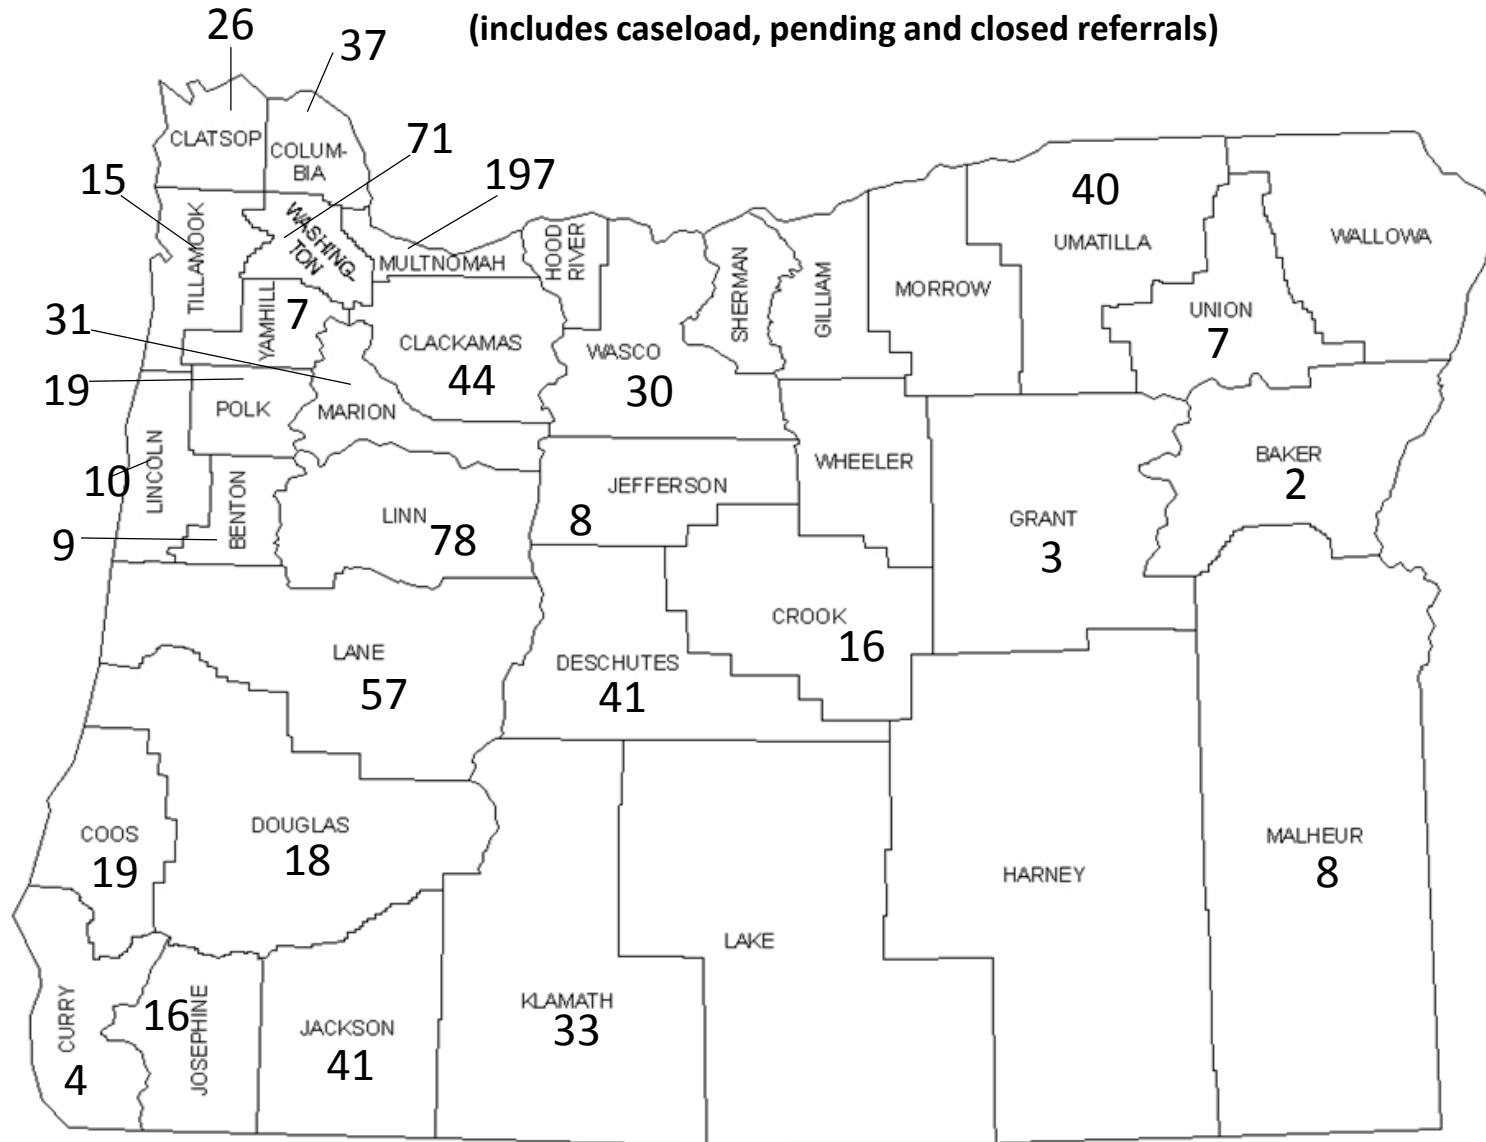 (includes caseload, pending and closed referrals)
26
37
CLATSOP
COLUM-
BIA
71
197
15
TILLAMOOK
WASHING-
TON
MULTNOMAH
HOOD
RIVER
SHERMAN
GILLIAM
MORROW
40
UMATILLA
WALLOWA
UNION
7
31
YAMHILL
7
CLACKAMAS
44
WASCO
30
19
POLK
MARION
WHEELER
BAKER
2
10
LINCOLN
9
BENTON
LINN
78
JEFFERSON
8
GRANT
3
CROOK
16
LANE
57
DESCHUTES
41
COOS
19
DOUGLAS
18
MALHEUR
8
HARNEY
LAKE
CURRY
4
16
JOSEPHINE
JACKSON
41
KLAMATH
33